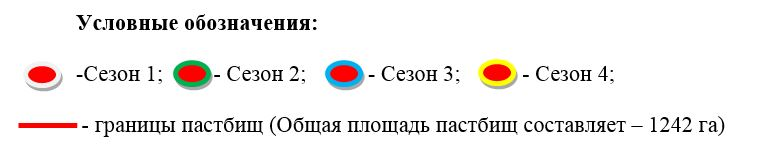 Условные обозначения:
-Сезон 1; - Сезон 2; - Сезон 3; - Сезон 4;
- границы пастбищ (Общая площадь пастбищ составляет – 1242 га)